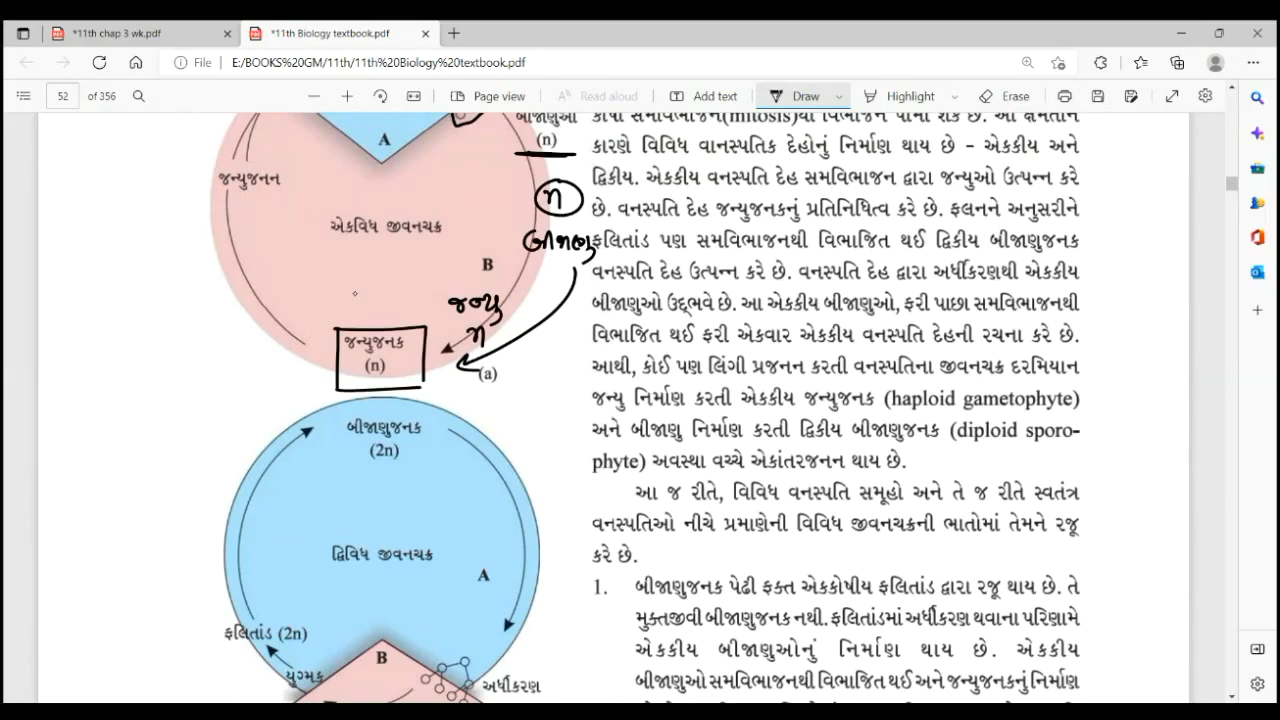 *11th chap 3 wk.pdf
*11th Biology textbook.pdf
File
E:/BOOKS%20GM/11th/11th%20Biology%20textbook.pdf
52 of 356
Page view
Read aloud
Add text
Draw
Highlight
Erase
A
બીજાણુઓ
(n)
જન્યુજનન
n
એકવિધ જીવનચક્ર
બીજાણુ
B
જન્યુ
n
જન્યુજનક
(n)
(a)
બીજાણુજનક
(2n)
દ્વિવિધ જીવનચક્ર
A
ફલિતાંડ (2n)
B
યુગ્મક
અર્ધીકરણ
કોષો સમવિભાજન(mitosis)થી વિભાજન પામી શકે છે. આ ક્ષમતાને
કારણે વિવિધ વાનસ્પતિક દેહોનું નિર્માણ થાય છે - એકકીય અને
દ્વિકીય. એકકીય વનસ્પતિ દેહ સમવિભાજન દ્વારા જન્યુઓ ઉત્પન્ન કરે
છે. વનસ્પતિ દેહ જન્યુજનકનું પ્રતિનિધિત્વ કરે છે. ફલનને અનુસરીને
ફલિતાંડ પણ સમવિભાજનથી વિભાજિત થઈ દ્વિકીય બીજાણુજનક
વનસ્પતિ દેહ ઉત્પન્ન કરે છે. વનસ્પતિ દેહ દ્વારા અર્ધીકરણથી એકકીય
બીજાણુઓ ઉદ્ભવે છે. આ એકકીય બીજાણુઓ, ફરી પાછા સમવિભાજનથી
વિભાજિત થઈ ફરી એકવાર એકકીય વનસ્પતિ દેહની રચના કરે છે.
આથી, કોઈ પણ લિંગી પ્રજનન કરતી વનસ્પતિના જીવનચક્ર દરમિયાન
જન્યુ નિર્માણ કરતી એકકીય જન્યુજનક (haploid gametophyte)
અને બીજાણુ નિર્માણ કરતી દ્વિકીય બીજાણુજનક (diploid sporo-
phyte) અવસ્થા વચ્ચે એકાંતરજનન થાય છે.
આ જ રીતે, વિવિધ વનસ્પતિ સમૂહો અને તે જ રીતે સ્વતંત્ર
વનસ્પતિઓ નીચે પ્રમાણેની વિવિધ જીવનચક્રની ભાતોમાં તેમને રજૂ
કરે છે.
1. બીજાણુજનક પેઢી ફક્ત એકકોષીય ફલિતાંડ દ્વારા રજૂ થાય છે. તે
મુક્તજીવી બીજાણુજનક નથી. ફલિતાંડમાં અર્ધીકરણ થવાના પરિણામે
એકકીય બીજાણુઓનું નિર્માણ થાય છે. એકકીય
બીજાણુઓ સમવિભાજનથી વિભાજિત થઈ અને જન્યુજનકનું નિર્માણ